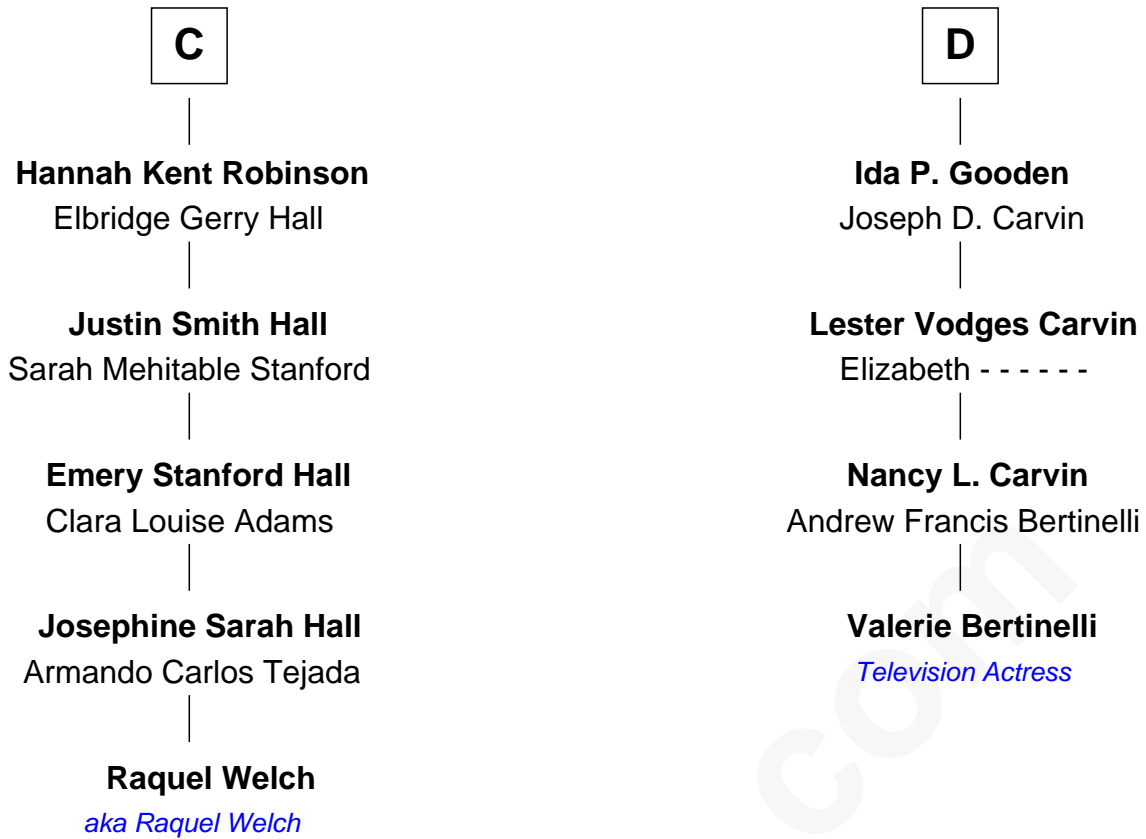 C
Hannah Kent Robinson
Elbridge Gerry Hall
Justin Smith Hall
Sarah Mehitable Stanford
Emery Stanford Hall
Clara Louise Adams
Josephine Sarah Hall
Armando Carlos Tejada
Raquel Welch
aka Raquel Welch
D
Ida P. Gooden
Joseph D. Carvin
Lester Vodges Carvin
Elizabeth - - - - - -
Nancy L. Carvin
Andrew Francis Bertinelli
Valerie Bertinelli
Television Actress
com